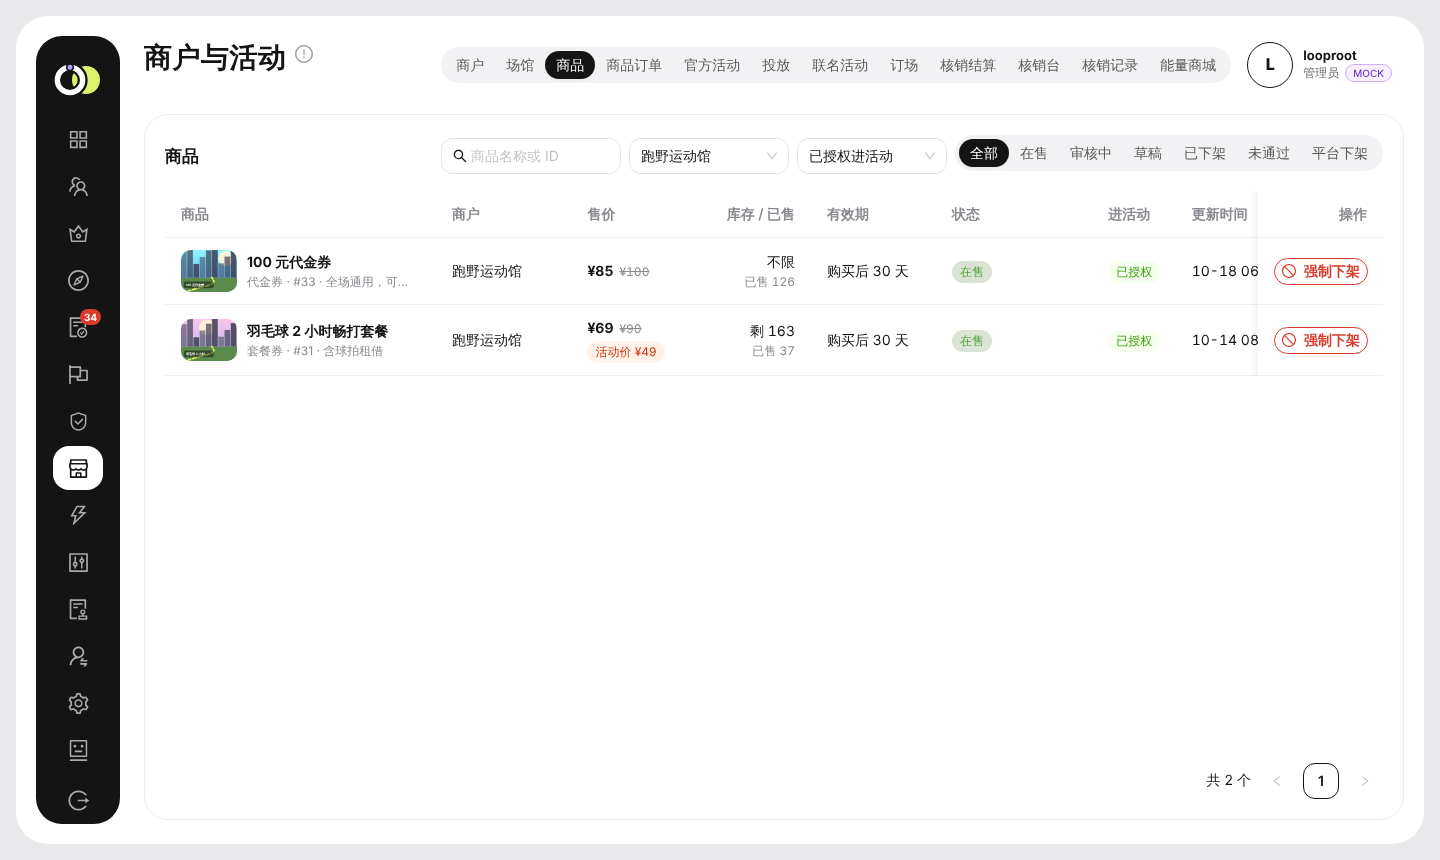 商户与活动
商户 场馆 商品 商品订单 官方活动 投放 联名活动 订场 核销结算 核销台 核销记录 能量商城
L
looproot
管理员 MOCK
34
商品
商品名称或 ID
跑野运动馆
已授权进活动
全部 在售 审核中 草稿 已下架 未通过 平台下架
商品 商户 售价 库存 / 已售 有效期 状态 进活动 更新时间 操作
100 元代金券
代金券 · #33 · 全场通用，可...
跑野运动馆
¥85 ¥100
不限
已售 126
购买后 30 天
在售
已授权
10-18 06
强制下架
羽毛球 2 小时畅打套餐
套餐券 · #31 · 含球拍租借
跑野运动馆
¥69 ¥90
活动价 ¥49
剩 163
已售 37
购买后 30 天
在售
已授权
10-14 08
强制下架
共 2 个
1